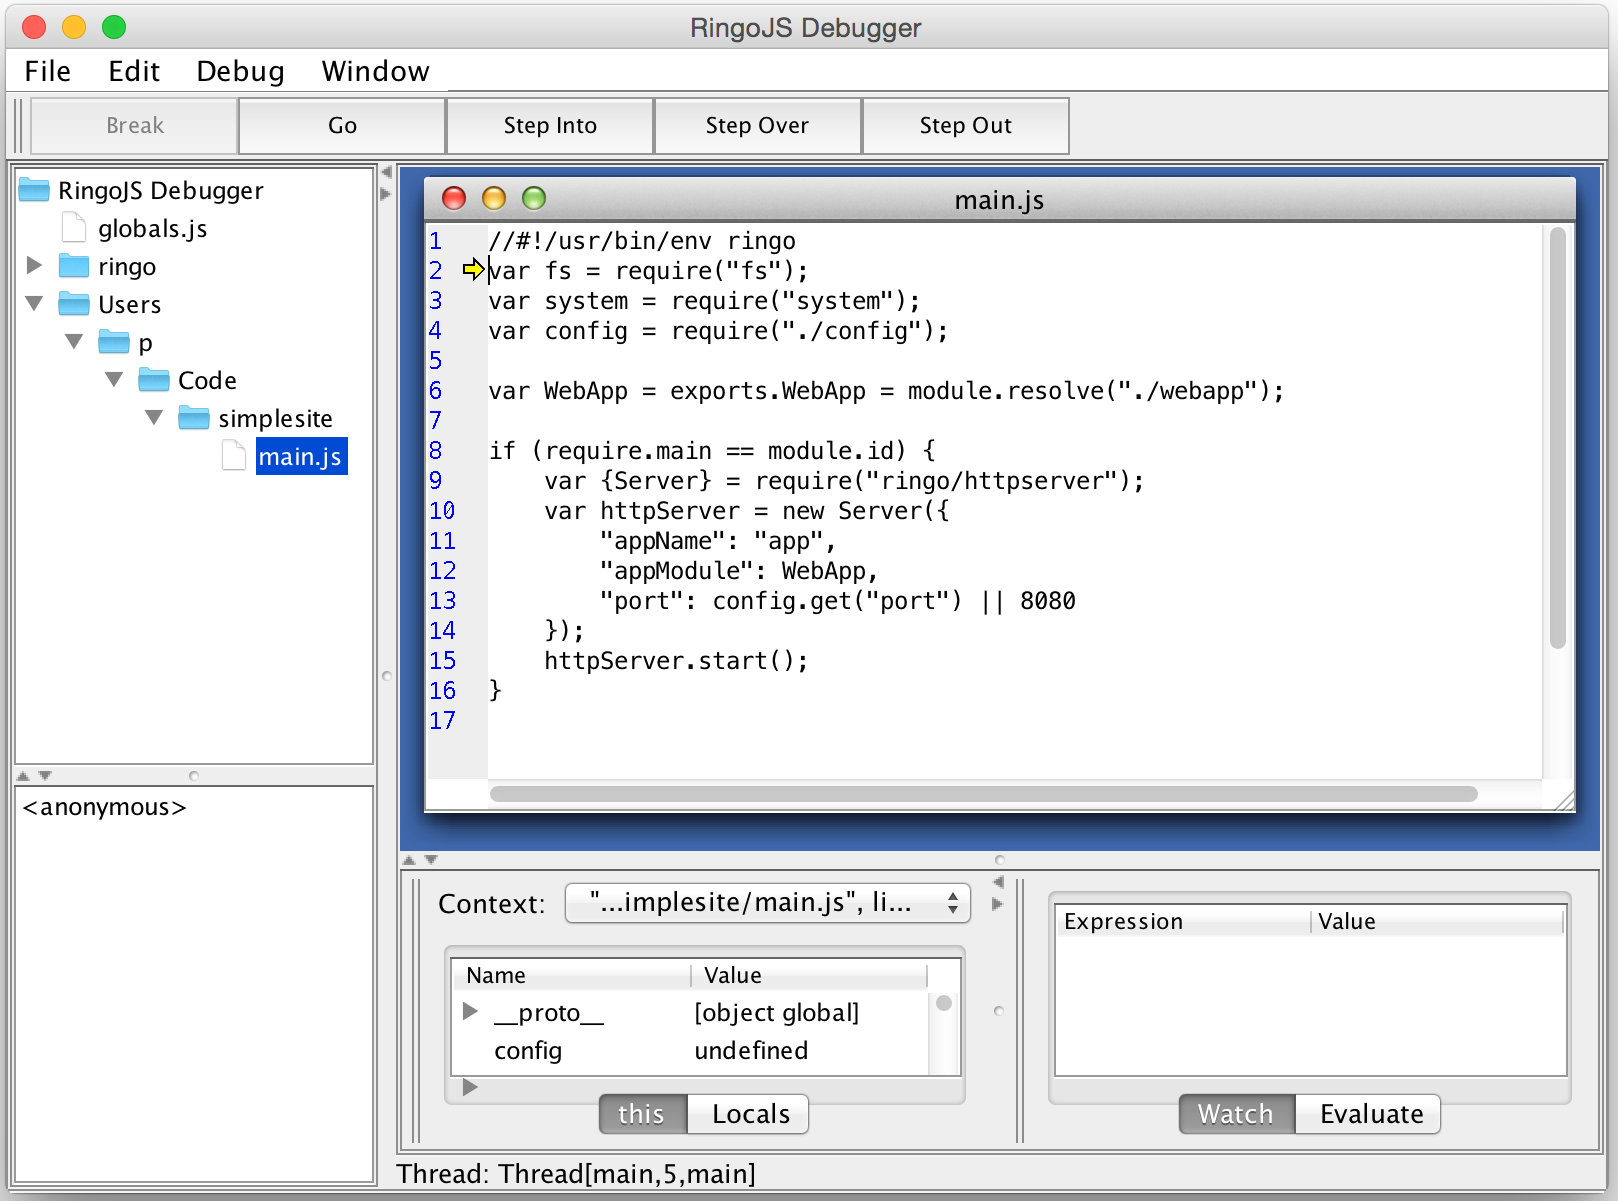 RingoJS Debugger
File Edit Debug Window
Break Go Step Into Step Over Step Out
RingoJS Debugger
globals.js
ringo
Users
p
Code
simplesite
main.js
<anonymous>
main.js
1 //#!/usr/bin/env ringo
2 var fs = require("fs");
3 var system = require("system");
4 var config = require("./config");
5
6 var WebApp = exports.WebApp = module.resolve("./webapp");
7
8 if (require.main == module.id) {
9     var {Server} = require("ringo/httpserver");
10     var httpServer = new Server({
11         "appName": "app",
12         "appModule": WebApp,
13         "port": config.get("port") || 8080
14     });
15     httpServer.start();
16 }
17
Context: "...implesite/main.js", li...
Name Value
__proto__ [object global]
config undefined
this Locals
Expression Value
Watch Evaluate
Thread: Thread[main,5,main]